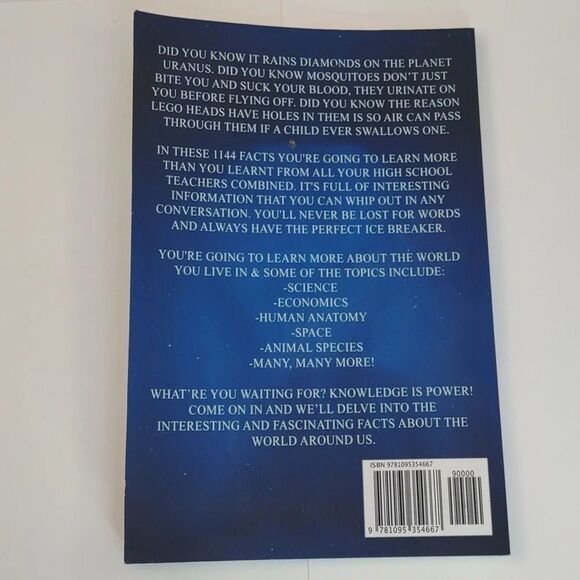 DID YOU KNOW IT RAINS DIAMONDS ON THE PLANET
URANUS. DID YOU KNOW MOSQUITOES DON'T JUST
BITE YOU AND SUCK YOUR BLOOD, THEY URINATE ON
YOU BEFORE FLYING OFF. DID YOU KNOW THE REASON
LEGO HEADS HAVE HOLES IN THEM IS SO AIR CAN PASS
THROUGH THEM IF A CHILD EVER SWALLOWS ONE.
IN THESE 1144 FACTS YOU'RE GOING TO LEARN MORE
THAN YOU LEARNT FROM ALL YOUR HIGH SCHOOL
TEACHERS COMBINED. IT'S FULL OF INTERESTING
INFORMATION THAT YOU CAN WHIP OUT IN ANY
CONVERSATION. YOU'LL NEVER BE LOST FOR WORDS
AND ALWAYS HAVE THE PERFECT ICE BREAKER.
YOU'RE GOING TO LEARN MORE ABOUT THE WORLD
YOU LIVE IN & SOME OF THE TOPICS INCLUDE:
-SCIENCE
-ECONOMICS
-HUMAN ANATOMY
-SPACE
-ANIMAL SPECIES
-MANY, MANY MORE!
WHAT'RE YOU WAITING FOR? KNOWLEDGE IS POWER!
COME ON IN AND WE'LL DELVE INTO THE
INTERESTING AND FASCINATING FACTS ABOUT THE
WORLD AROUND US.
ISBN 9781095354667
90000
9 781095 354667